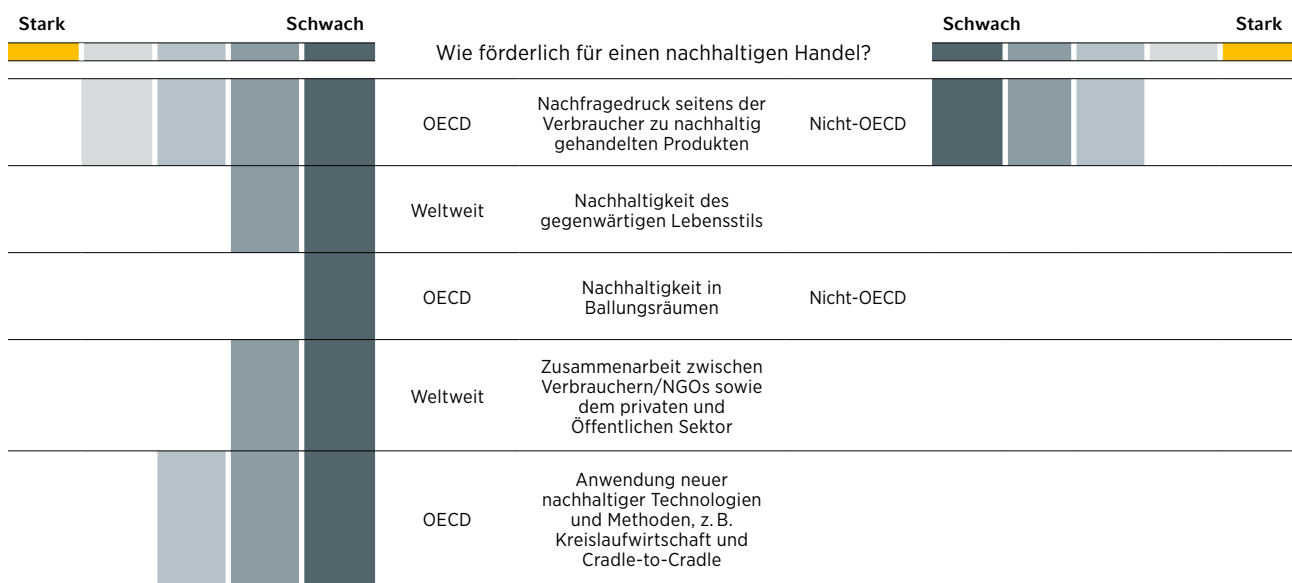 Stark
Schwach
Wie förderlich für einen nachhaltigen Handel?
Schwach
Stark
OECD
Nachfragedruck seitens der
Verbraucher zu nachhaltig
gehandelten Produkten
Nicht-OECD
Weltweit
Nachhaltigkeit des
gegenwärtigen Lebensstils
OECD
Nachhaltigkeit in
Ballungsräumen
Nicht-OECD
Weltweit
Zusammenarbeit zwischen
Verbrauchern/NGOs sowie
dem privaten und
Öffentlichen Sektor
OECD
Anwendung neuer
nachhaltiger Technologien
und Methoden, z. B.
Kreislaufwirtschaft und
Cradle-to-Cradle